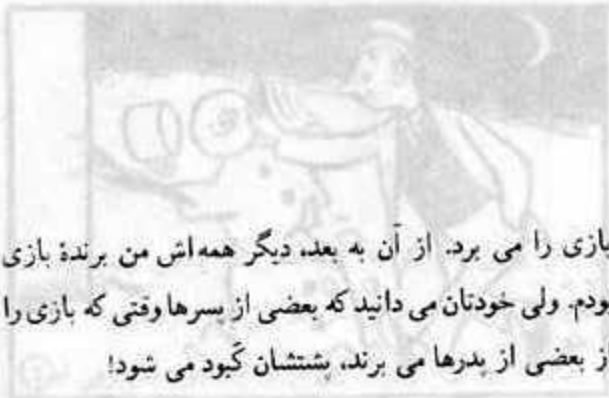 بازی را می برد. از آن به بعد، دیگر همه‌اش من برندهٔ بازی
بودم. ولی خودتان می دانید که بعضی از پسرها وقتی که بازی را
از بعضی از پدرها می برند، پشتشان کَبود می شود!